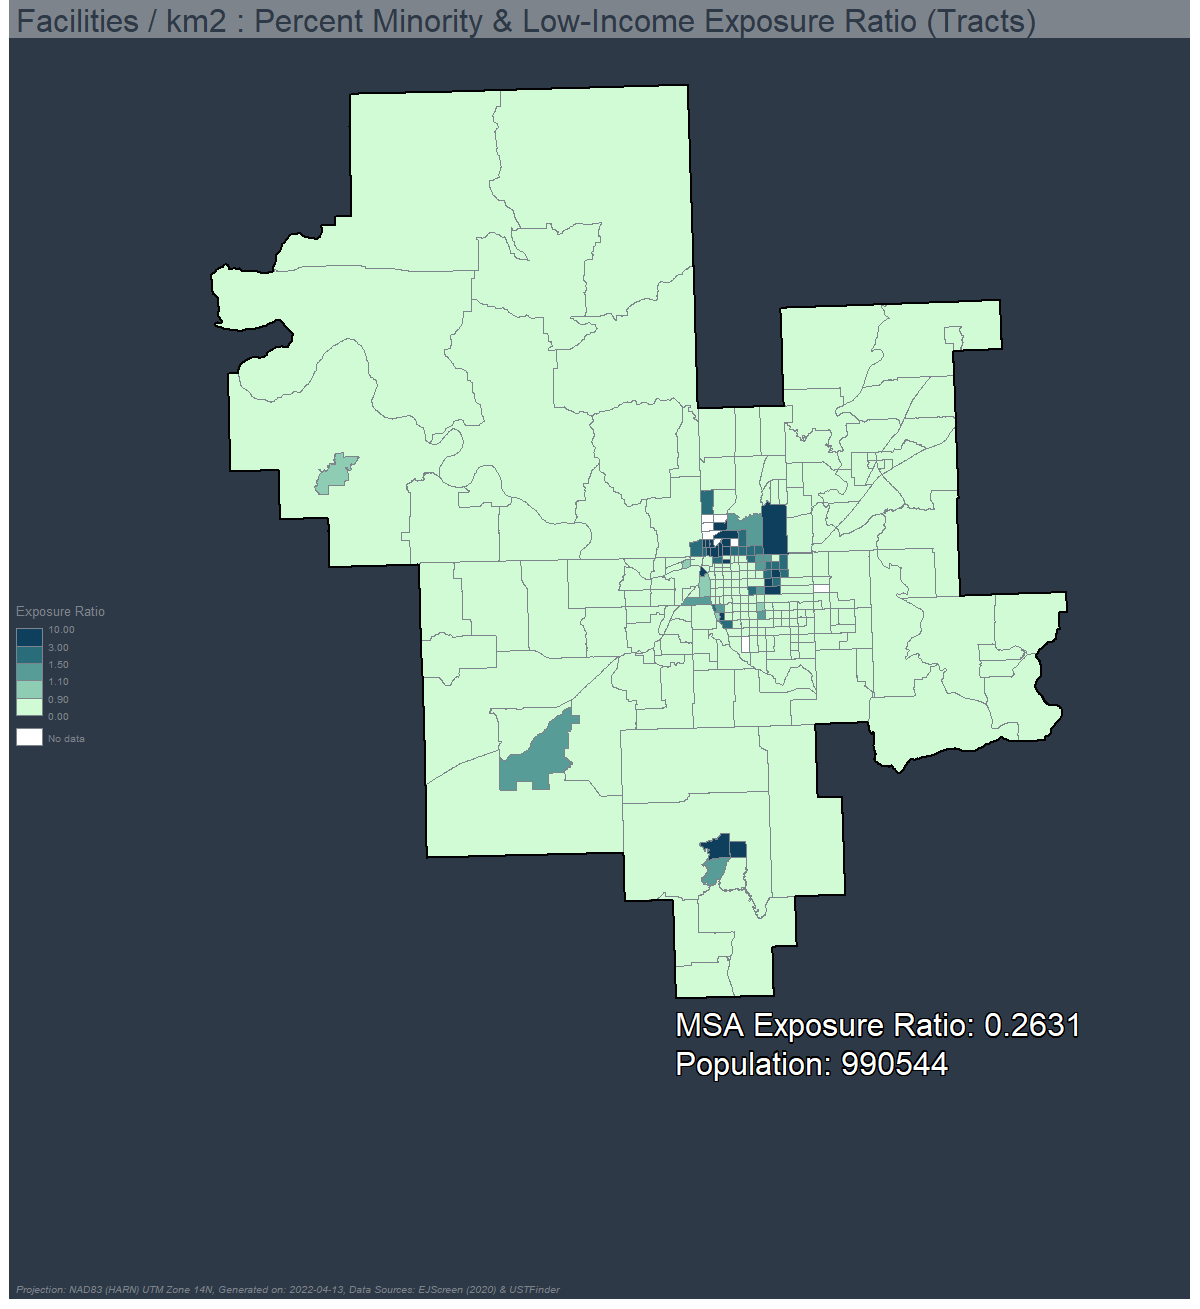 Facilities / km2 : Percent Minority & Low-Income Exposure Ratio (Tracts)
Exposure Ratio
10.00
3.00
1.50
1.10
0.90
0.00
No data
MSA Exposure Ratio: 0.2631
Population: 990544
Projection: NAD83 (HARN) UTM Zone 14N, Generated on: 2022-04-13, Data Sources: EJScreen (2020) & USTFinder